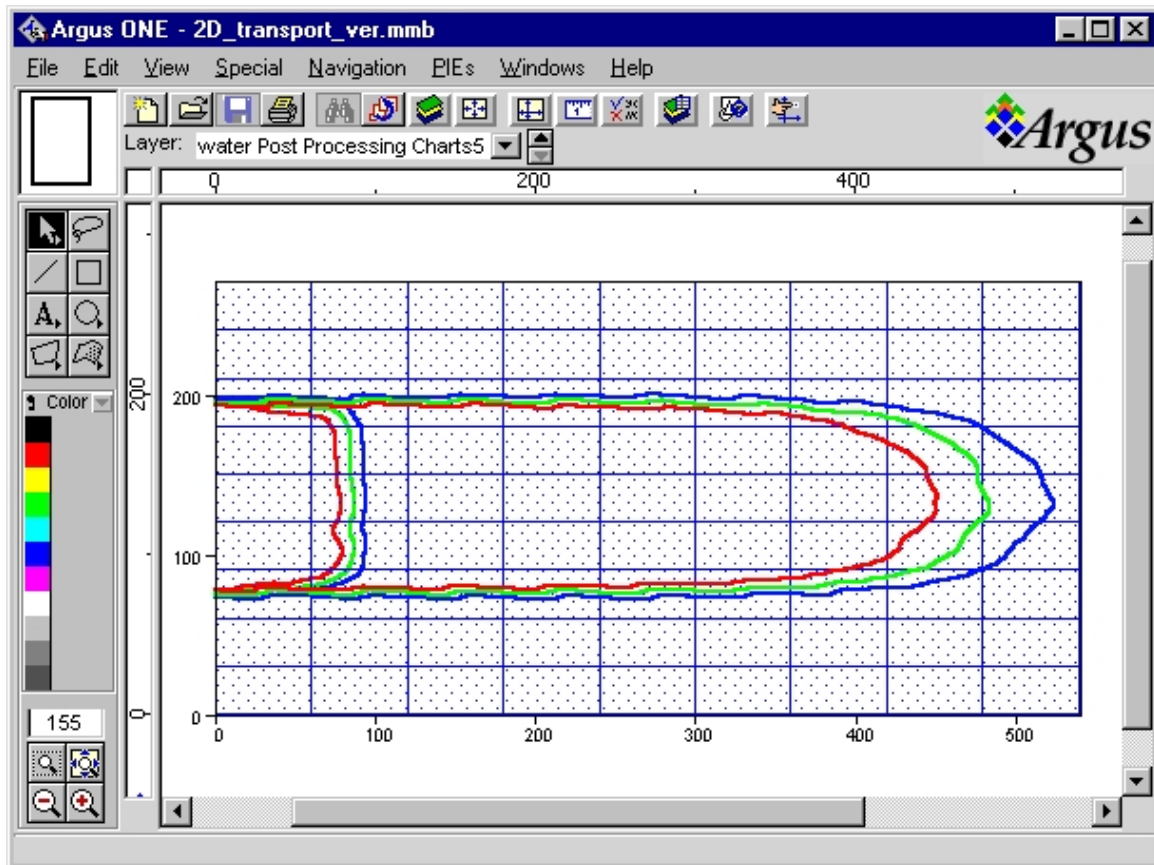 Argus ONE - 2D_transport_ver.mmb
File Edit View Special Navigation PIEs Windows Help
Argus
Layer: water Post Processing Charts5
0 200 400
Color
200
0
155
200
100
0
0 100 200 300 400 500